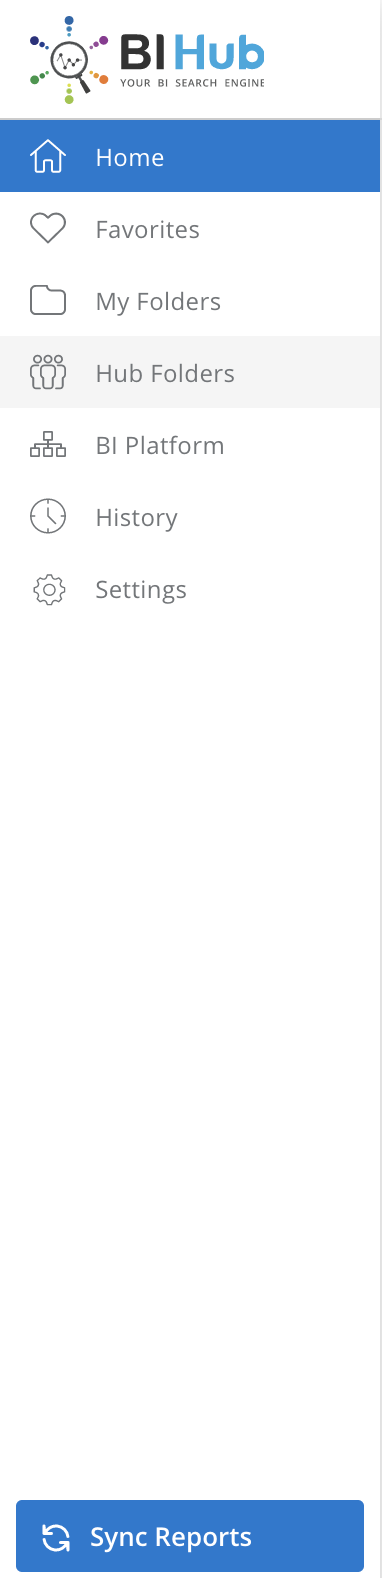 BI Hub
YOUR BI SEARCH ENGINE
Home
Favorites
My Folders
Hub Folders
BI Platform
History
Settings
Sync Reports